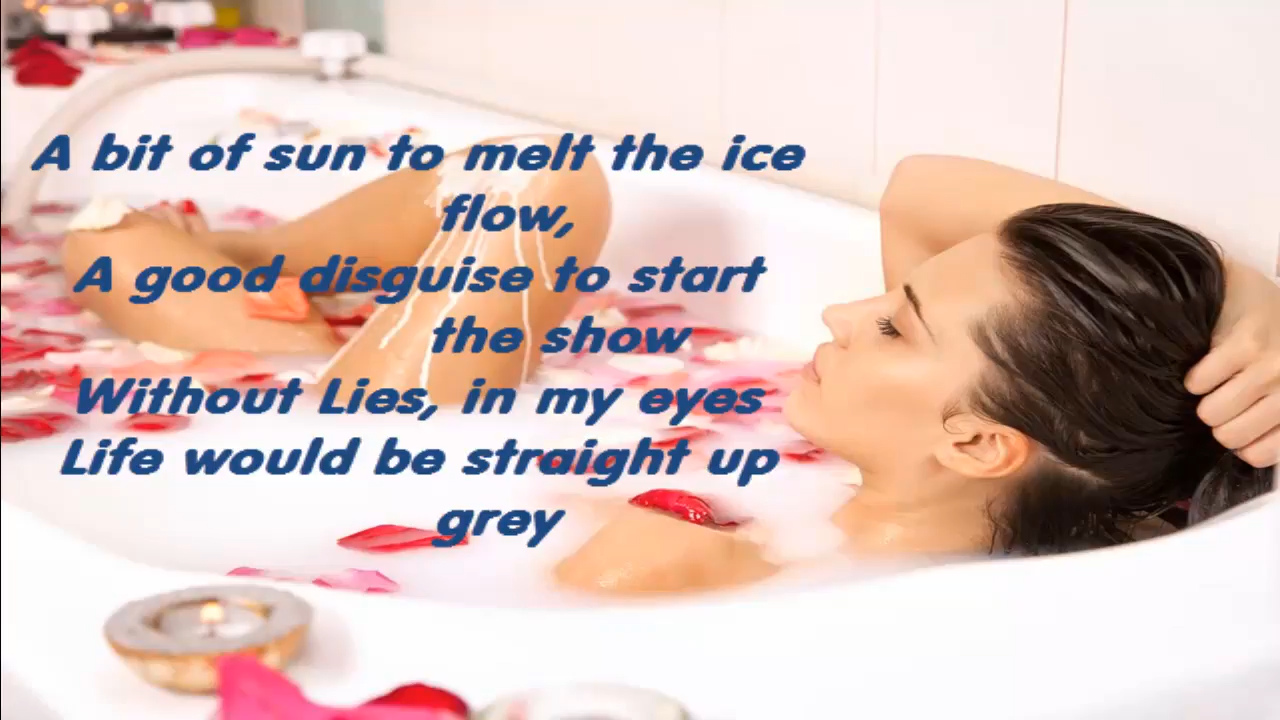 A bit of sun to melt the ice
flow,
A good disguise to start
the show
Without Lies, in my eyes
Life would be straight up
grey